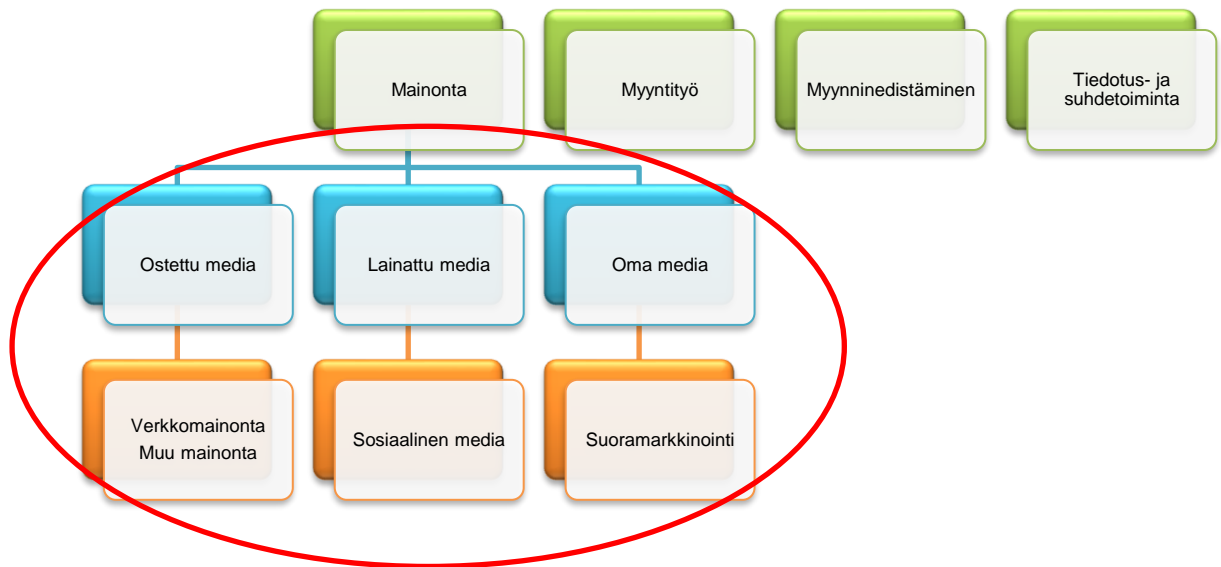 Mainonta
Myyntityö
Myynninedistäminen
Tiedotus- ja
suhdetoiminta
Ostettu media
Lainattu media
Oma media
Verkkomainonta
Muu mainonta
Sosiaalinen media
Suoramarkkinointi